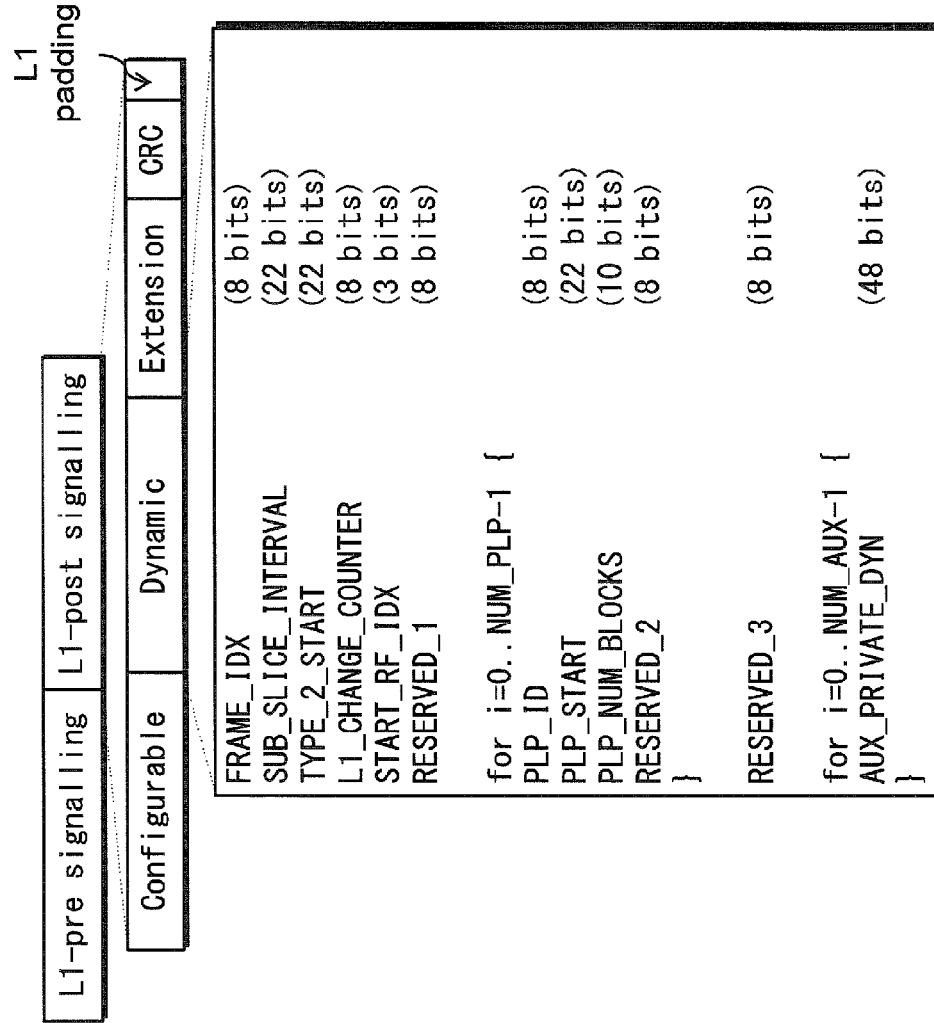 L1-pre signalling
L1-post signalling
L1
padding
Configurable
Dynamic
Extension
CRC
FRAME_IDX (8 bits)
SUB_SLICE_INTERVAL (22 bits)
TYPE_2_START (22 bits)
L1_CHANGE_COUNTER (8 bits)
START_RF_IDX (3 bits)
RESERVED_1 (8 bits)
for i=0..NUM_PLP-1 {
PLP_ID (8 bits)
PLP_START (22 bits)
PLP_NUM_BLOCKS (10 bits)
RESERVED_2 (8 bits)
}
RESERVED_3 (8 bits)
for i=0..NUM_AUX-1 {
AUX_PRIVATE_DYN (48 bits)
}